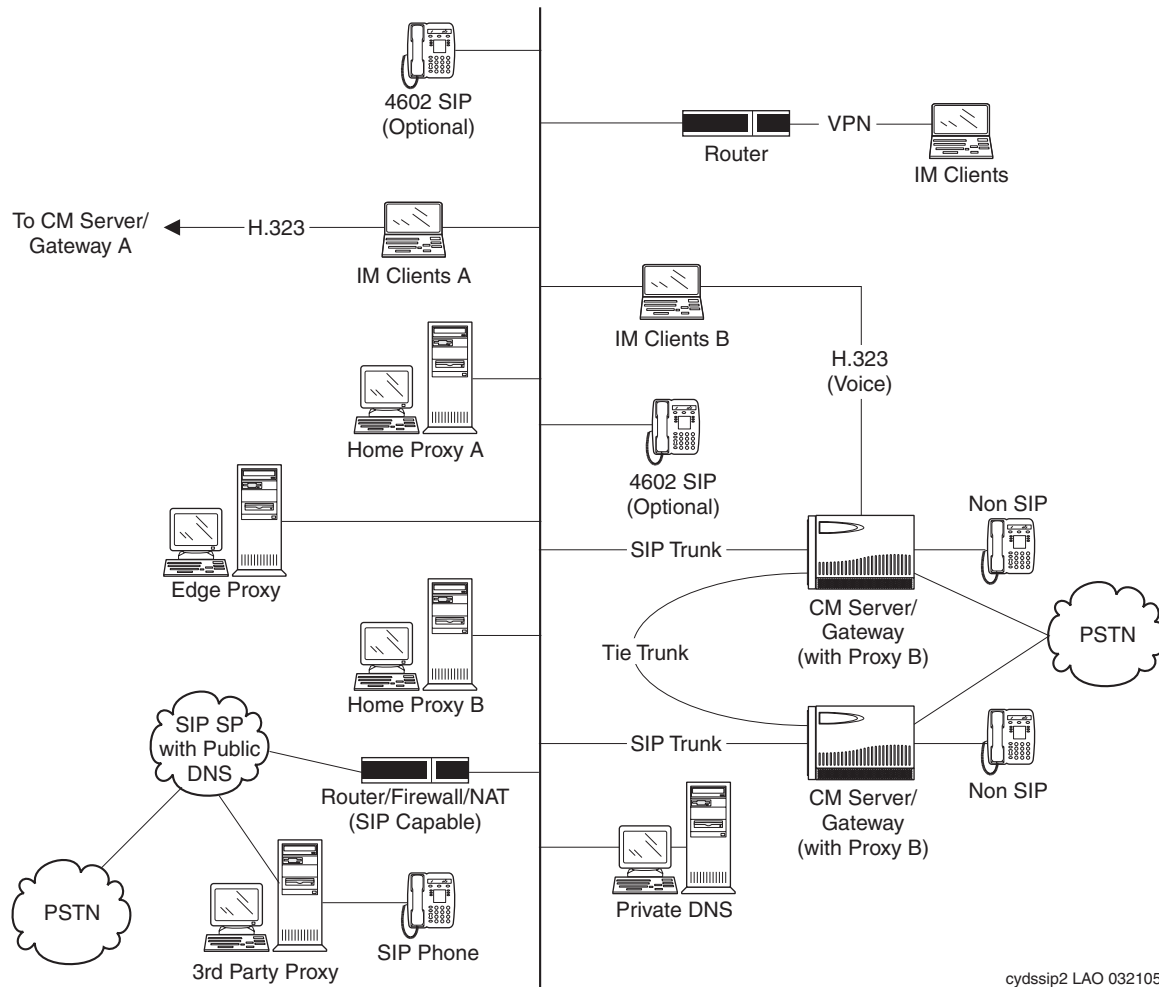 4602 SIP
(Optional)
Router
VPN
IM Clients
To CM Server/
Gateway A
H.323
IM Clients A
IM Clients B
H.323
(Voice)
Home Proxy A
4602 SIP
(Optional)
Non SIP
Edge Proxy
SIP Trunk
CM Server/
Gateway
(with Proxy B)
PSTN
Tie Trunk
Home Proxy B
SIP SP
with Public
DNS
SIP Trunk
Router/Firewall/NAT
(SIP Capable)
CM Server/
Gateway
(with Proxy B)
Non SIP
PSTN
3rd Party Proxy
SIP Phone
Private DNS
cydssip2 LAO 032105